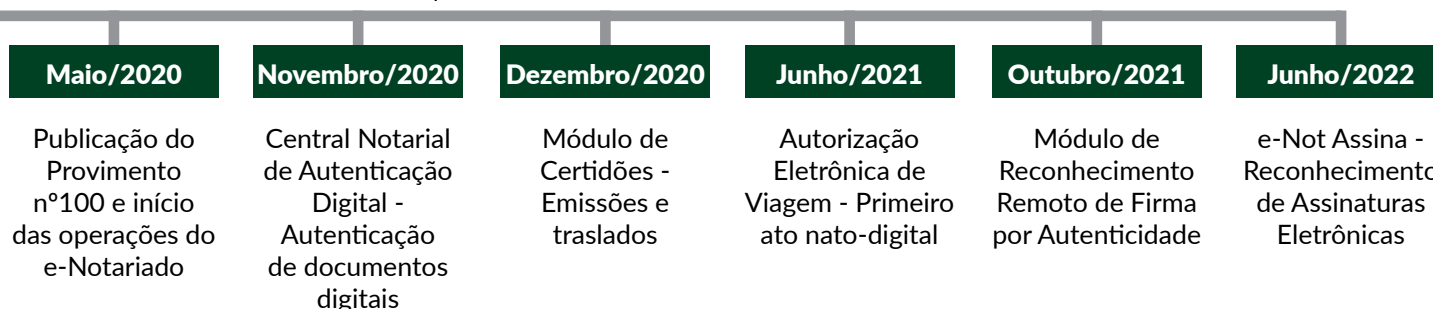 Maio/2020
Publicação do
Provimento
nº100 e início
das operações do
e-Notariado
Novembro/2020
Central Notarial
de Autenticação
Digital -
Autenticação
de documentos
digitais
Dezembro/2020
Módulo de
Certidões -
Emissões e
traslados
Junho/2021
Autorização
Eletrônica de
Viagem - Primeiro
ato nato-digital
Outubro/2021
Módulo de
Reconhecimento
Remoto de Firma
por Autenticidade
Junho/2022
e-Not Assina -
Reconhecimento
de Assinaturas
Eletrônicas